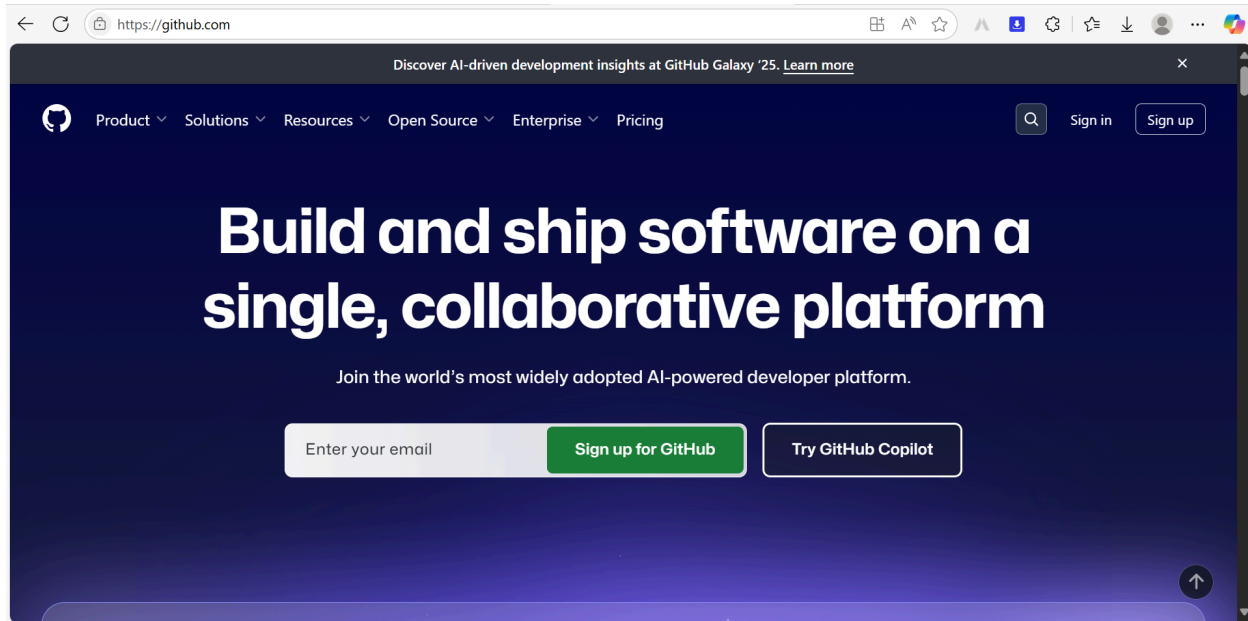 https://github.com
Discover AI-driven development insights at GitHub Galaxy ‘25. Learn more
Product Solutions Resources Open Source Enterprise Pricing Sign in Sign up
Build and ship software on a
single, collaborative platform
Join the world’s most widely adopted AI-powered developer platform.
Enter your email Sign up for GitHub Try GitHub Copilot